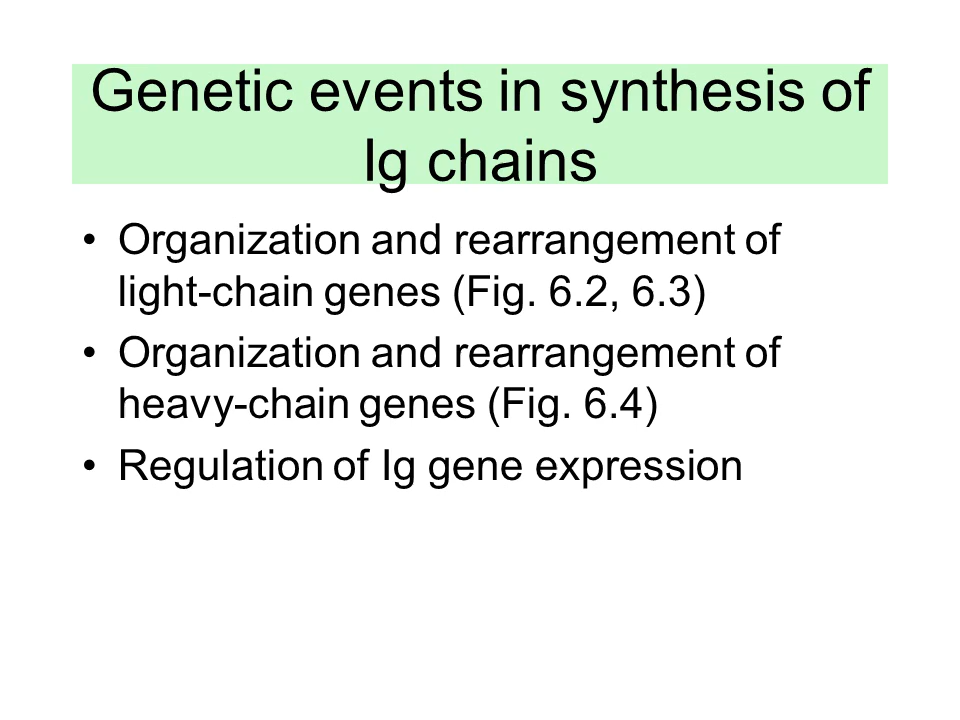 Genetic events in synthesis of
Ig chains
• Organization and rearrangement of
light-chain genes (Fig. 6.2, 6.3)
• Organization and rearrangement of
heavy-chain genes (Fig. 6.4)
• Regulation of Ig gene expression